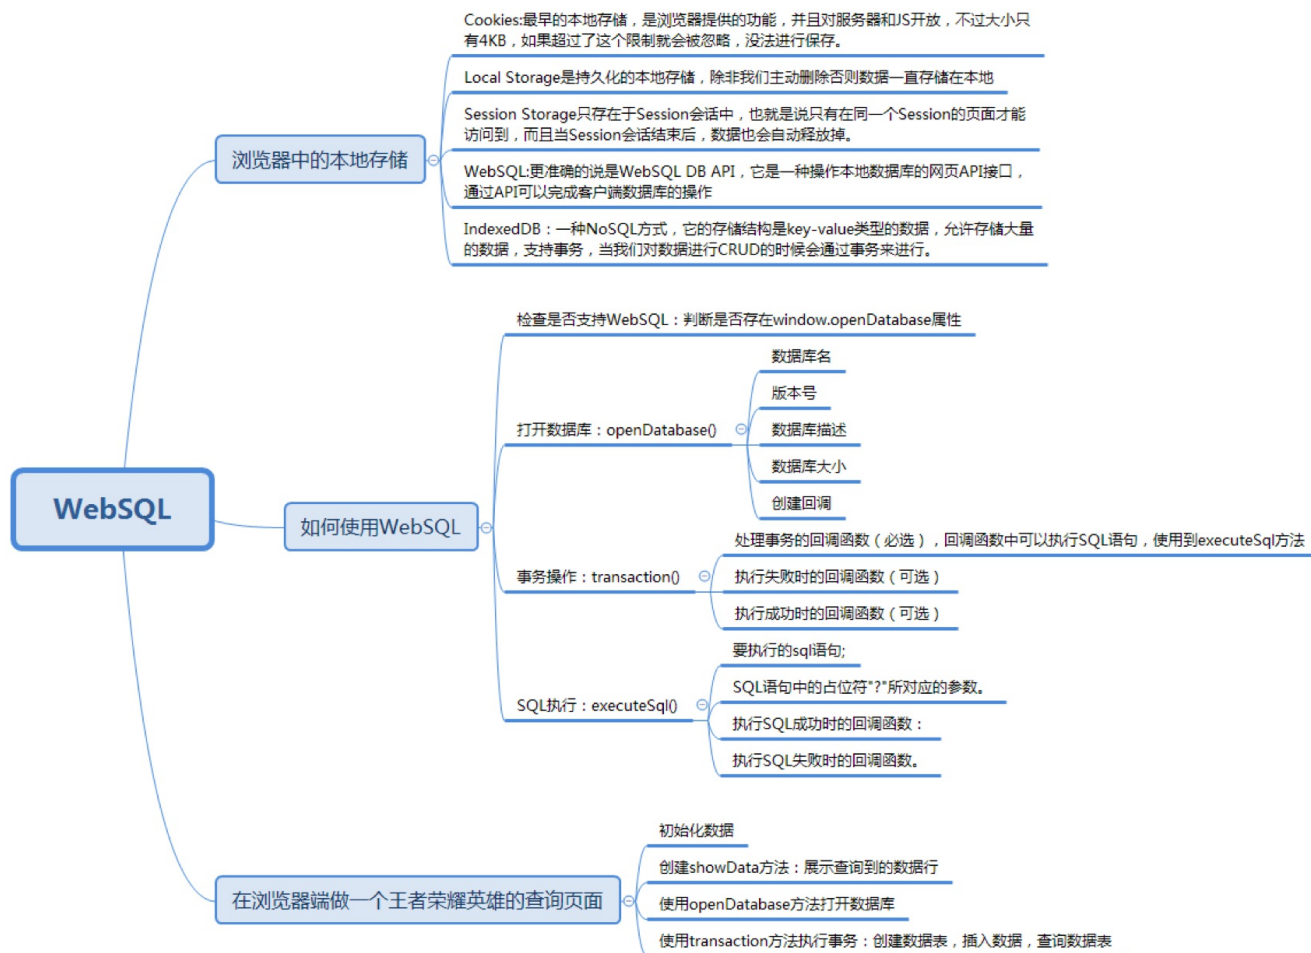 WebSQL
浏览器中的本地存储
Cookies:最早的本地存储，是浏览器提供的功能，并且对服务器和JS开放，不过大小只
有4KB，如果超过了这个限制就会被忽略，没法进行保存。
Local Storage是持久化的本地存储，除非我们主动删除否则数据一直存储在本地
Session Storage只存在于Session会话中，也就是说只有在同一个Session的页面才能
访问到，而且当Session会话结束后，数据也会自动释放掉。
WebSQL:更准确的说是WebSQL DB API，它是一种操作本地数据库的网页API接口，
通过API可以完成客户端数据库的操作
IndexedDB：一种NoSQL方式，它的存储结构是key-value类型的数据，允许存储大量
的数据，支持事务，当我们对数据进行CRUD的时候会通过事务来进行。
如何使用WebSQL
检查是否支持WebSQL：判断是否存在window.openDatabase属性
打开数据库：openDatabase()
数据库名
版本号
数据库描述
数据库大小
创建回调
事务操作：transaction()
处理事务的回调函数（必选），回调函数中可以执行SQL语句，使用到executeSql方法
执行失败时的回调函数（可选）
执行成功时的回调函数（可选）
SQL执行：executeSql()
要执行的sql语句;
SQL语句中的占位符"?"所对应的参数。
执行SQL成功时的回调函数：
执行SQL失败时的回调函数。
在浏览器端做一个王者荣耀英雄的查询页面
初始化数据
创建showData方法：展示查询到的数据行
使用openDatabase方法打开数据库
使用transaction方法执行事务：创建数据表，插入数据，查询数据表